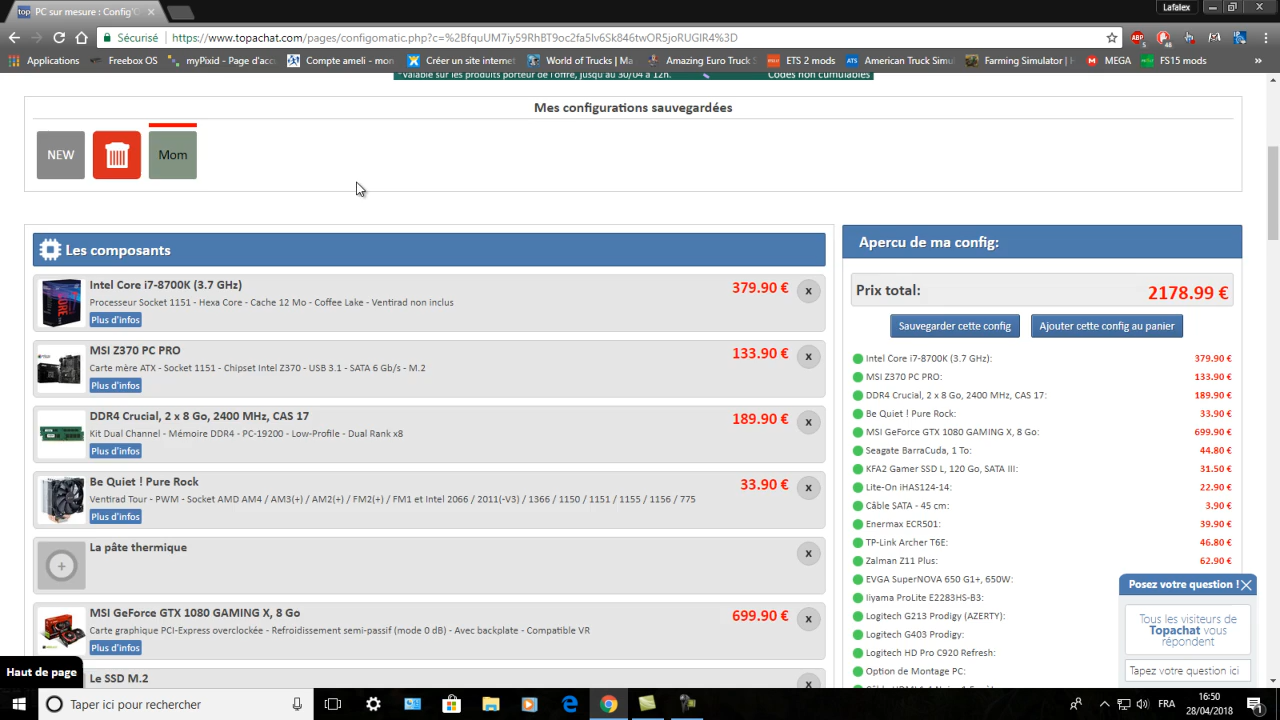 top PC sur mesure : Config'C
Lafalex
Sécurisé https://www.topachat.com/pages/configomatic.php?c=%2BfquUM7iy59RhBT9oc2fa5Iv6Sk846twOR5joRUGIR4%3D
Applications Freebox OS myPixid - Page d'acc Compte ameli - mon Créer un site internet World of Trucks | Ma Amazing Euro Truck S ETS 2 mods American Truck Simul Farming Simulator | H MEGA FS15 mods »
*Valable sur les produits porteur de l'offre, jusqu'au 30/04 à 12h. Codes non cumulables
Mes configurations sauvegardées
NEW Mom
Les composants
Intel Core i7-8700K (3.7 GHz) 379.90 €
Processeur Socket 1151 - Hexa Core - Cache 12 Mo - Coffee Lake - Ventirad non inclus
Plus d'infos
MSI Z370 PC PRO 133.90 €
Carte mère ATX - Socket 1151 - Chipset Intel Z370 - USB 3.1 - SATA 6 Gb/s - M.2
Plus d'infos
DDR4 Crucial, 2 x 8 Go, 2400 MHz, CAS 17 189.90 €
Kit Dual Channel - Mémoire DDR4 - PC-19200 - Low-Profile - Dual Rank x8
Plus d'infos
Be Quiet ! Pure Rock 33.90 €
Ventirad Tour - PWM - Socket AMD AM4 / AM3(+) / AM2(+) / FM2(+) / FM1 et Intel 2066 / 2011(-V3) / 1366 / 1150 / 1151 / 1155 / 1156 / 775
Plus d'infos
La pâte thermique
MSI GeForce GTX 1080 GAMING X, 8 Go 699.90 €
Carte graphique PCI-Express overclockée - Refroidissement semi-passif (mode 0 dB) - Avec backplate - Compatible VR
Plus d'infos
Le SSD M.2
Haut de page
Apercu de ma config:
Prix total: 2178.99 €
Sauvegarder cette config Ajouter cette config au panier
Intel Core i7-8700K (3.7 GHz): 379.90 €
MSI Z370 PC PRO: 133.90 €
DDR4 Crucial, 2 x 8 Go, 2400 MHz, CAS 17: 189.90 €
Be Quiet ! Pure Rock: 33.90 €
MSI GeForce GTX 1080 GAMING X, 8 Go: 699.90 €
Seagate BarraCuda, 1 To: 44.80 €
KFA2 Gamer SSD L, 120 Go, SATA III: 31.50 €
Lite-On iHAS124-14: 22.90 €
Câble SATA - 45 cm: 3.90 €
Enermax ECR501: 39.90 €
TP-Link Archer T6E: 46.80 €
Zalman Z11 Plus: 62.90 €
EVGA SuperNOVA 650 G1+, 650W:
Iiyama ProLite E2283HS-B3:
Logitech G213 Prodigy (AZERTY):
Logitech G403 Prodigy:
Logitech HD Pro C920 Refresh:
Option de Montage PC:
Posez votre question !
Tous les visiteurs de
Topachat vous
répondent
Tapez votre question ici
Taper ici pour rechercher
FRA
16:50
28/04/2018